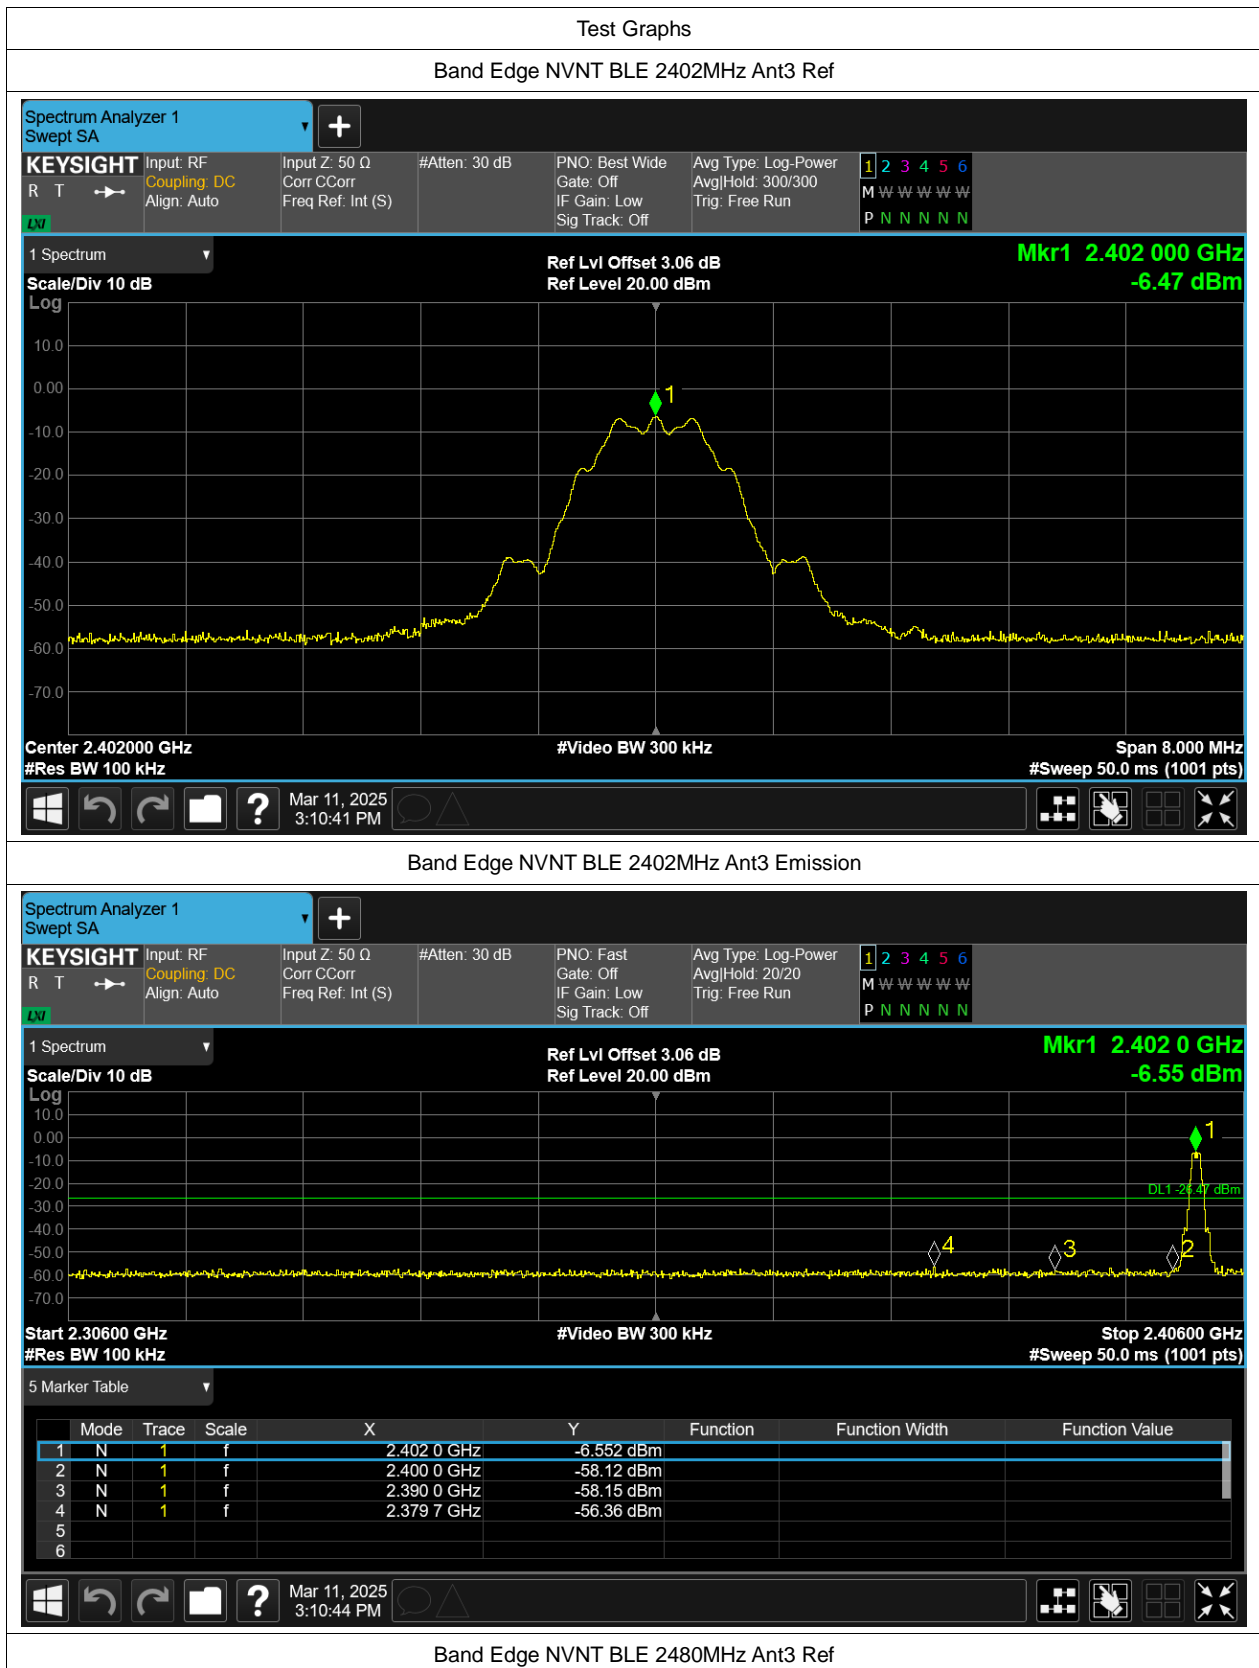 Test Graphs
Band Edge NVNT BLE 2402MHz Ant3 Ref
Spectrum Analyzer 1
Swept SA
KEYSIGHT Input: RF Input Z: 50 Ω #Atten: 30 dB PNO: Best Wide Avg Type: Log-Power 1 2 3 4 5 6
R T Coupling: DC Corr CCorr Gate: Off Avg|Hold: 300/300 M W W W W W
Align: Auto Freq Ref: Int (S) IF Gain: Low Trig: Free Run
LXI Sig Track: Off P N N N N N
1 Spectrum Ref Lvl Offset 3.06 dB Mkr1 2.402 000 GHz
Scale/Div 10 dB Ref Level 20.00 dBm -6.47 dBm
Log
10.0
0.00 1
-10.0
-20.0
-30.0
-40.0
-50.0
-60.0
-70.0
Center 2.402000 GHz #Video BW 300 kHz Span 8.000 MHz
#Res BW 100 kHz #Sweep 50.0 ms (1001 pts)
? Mar 11, 2025
3:10:41 PM
Band Edge NVNT BLE 2402MHz Ant3 Emission
Spectrum Analyzer 1
Swept SA
KEYSIGHT Input: RF Input Z: 50 Ω #Atten: 30 dB PNO: Fast Avg Type: Log-Power 1 2 3 4 5 6
R T Coupling: DC Corr CCorr Gate: Off Avg|Hold: 20/20 M W W W W W
Align: Auto Freq Ref: Int (S) IF Gain: Low Trig: Free Run
LXI Sig Track: Off P N N N N N
1 Spectrum Ref Lvl Offset 3.06 dB Mkr1 2.402 0 GHz
Scale/Div 10 dB Ref Level 20.00 dBm -6.55 dBm
Log
10.0
0.00 1
-10.0
-20.0 DL1 -26.47 dBm
-30.0
-40.0
-50.0 4 3 2
-60.0
-70.0
Start 2.30600 GHz #Video BW 300 kHz Stop 2.40600 GHz
#Res BW 100 kHz #Sweep 50.0 ms (1001 pts)
5 Marker Table
Mode Trace Scale X Y Function Function Width Function Value
1 N 1 f 2.402 0 GHz -6.552 dBm
2 N 1 f 2.400 0 GHz -58.12 dBm
3 N 1 f 2.390 0 GHz -58.15 dBm
4 N 1 f 2.379 7 GHz -56.36 dBm
5
6
? Mar 11, 2025
3:10:44 PM
Band Edge NVNT BLE 2480MHz Ant3 Ref